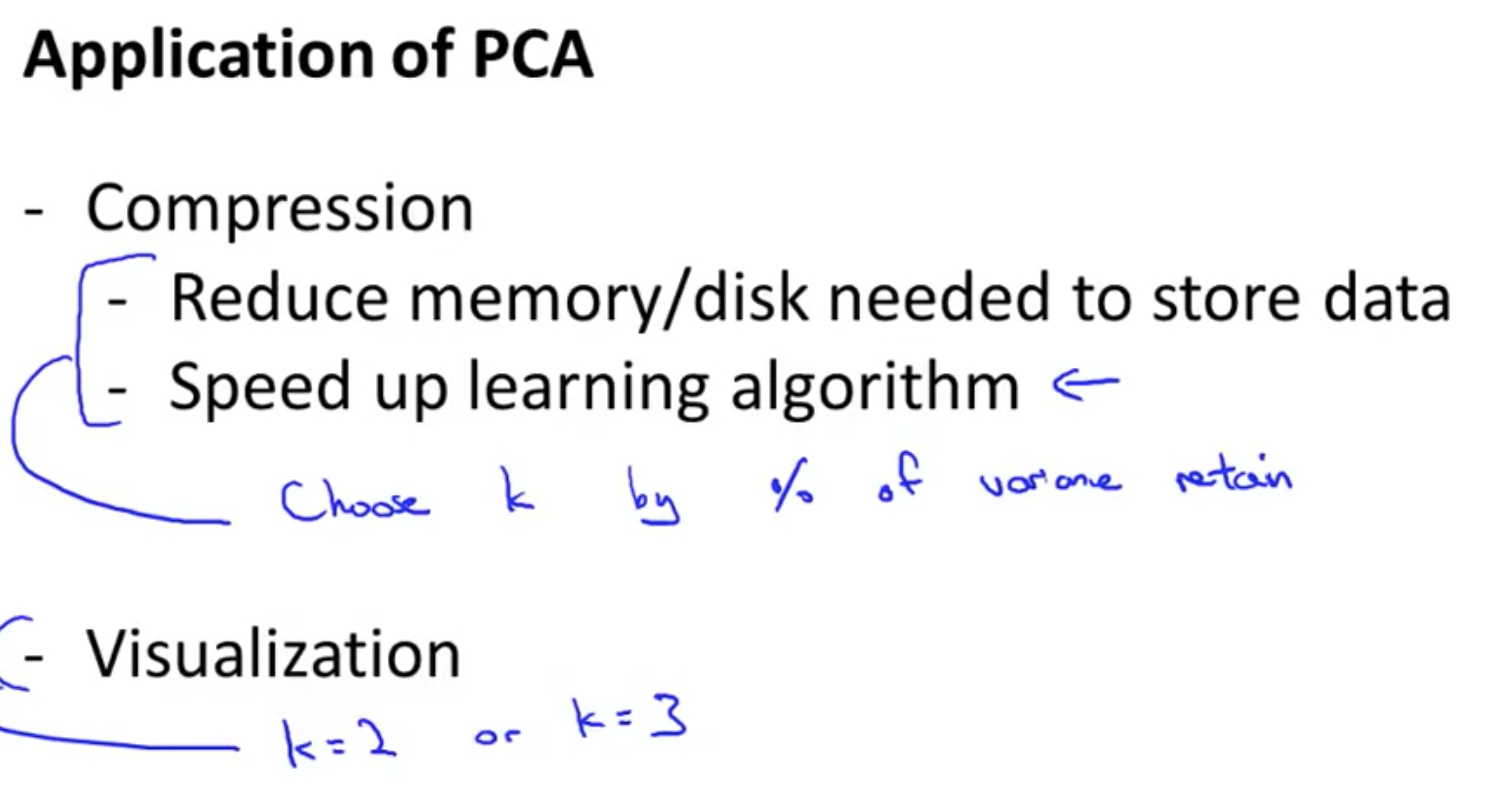 Application of PCA
- Compression
- Reduce memory/disk needed to store data
- Speed up learning algorithm ←
Choose k by % of variance retain
- Visualization
k = 2 or k = 3